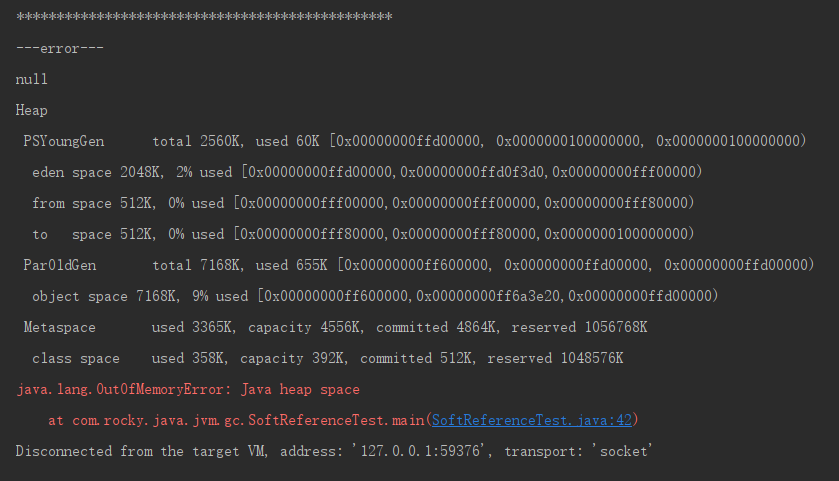 ***********************************************
---error---
null
Heap
PSYoungGen total 2560K, used 60K [0x00000000ffd00000, 0x0000000100000000, 0x0000000100000000)
eden space 2048K, 2% used [0x00000000ffd00000,0x00000000ffd0f3d0,0x00000000fff00000)
from space 512K, 0% used [0x00000000fff00000,0x00000000fff00000,0x00000000fff80000)
to space 512K, 0% used [0x00000000fff80000,0x00000000fff80000,0x0000000100000000)
ParOldGen total 7168K, used 655K [0x00000000ff600000, 0x00000000ffd00000, 0x00000000ffd00000)
object space 7168K, 9% used [0x00000000ff600000,0x00000000ff6a3e20,0x00000000ffd00000)
Metaspace used 3365K, capacity 4556K, committed 4864K, reserved 1056768K
class space used 358K, capacity 392K, committed 512K, reserved 1048576K
java.lang.OutOfMemoryError: Java heap space
at com.rocky.java.jvm.gc.SoftReferenceTest.main(SoftReferenceTest.java:42)
Disconnected from the target VM, address: '127.0.0.1:59376', transport: 'socket'